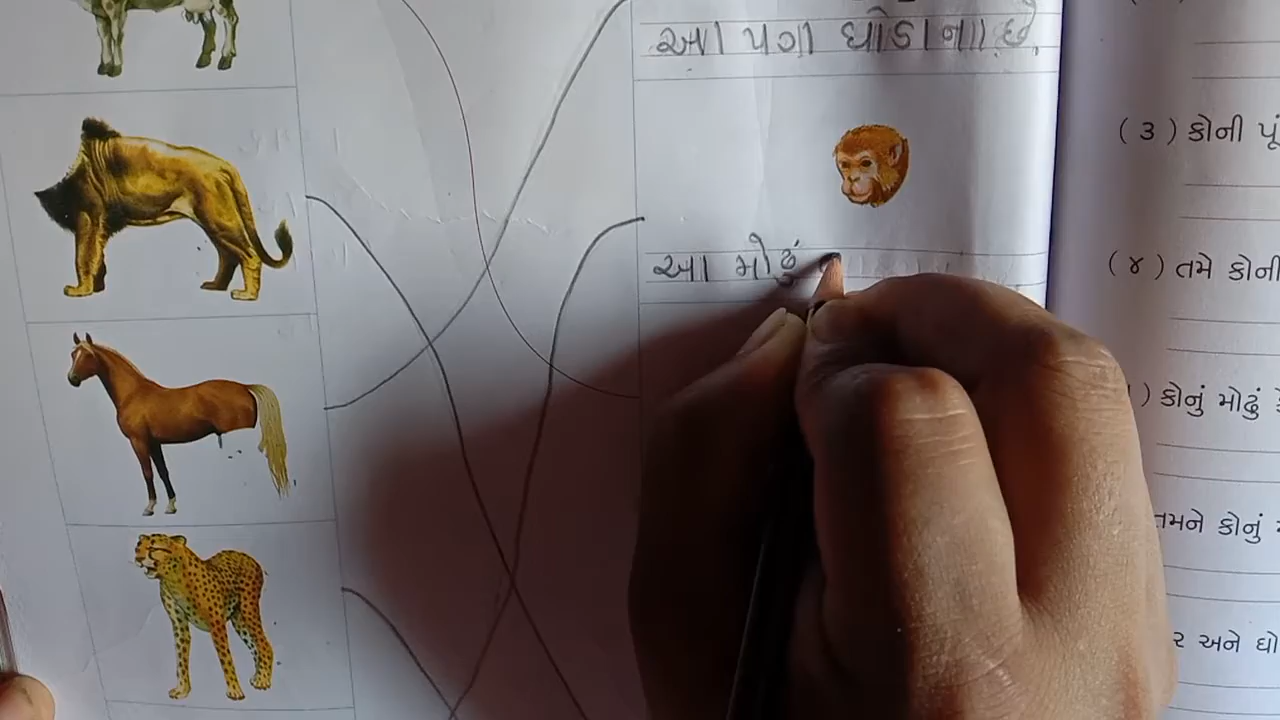 આ પગ ઘોડાના છે.
આ મોઢું
(૩) કોની પૂં
(૪) તમે કોની
) કોનું મોઢું
તમને કોનું
ર અને ઘો